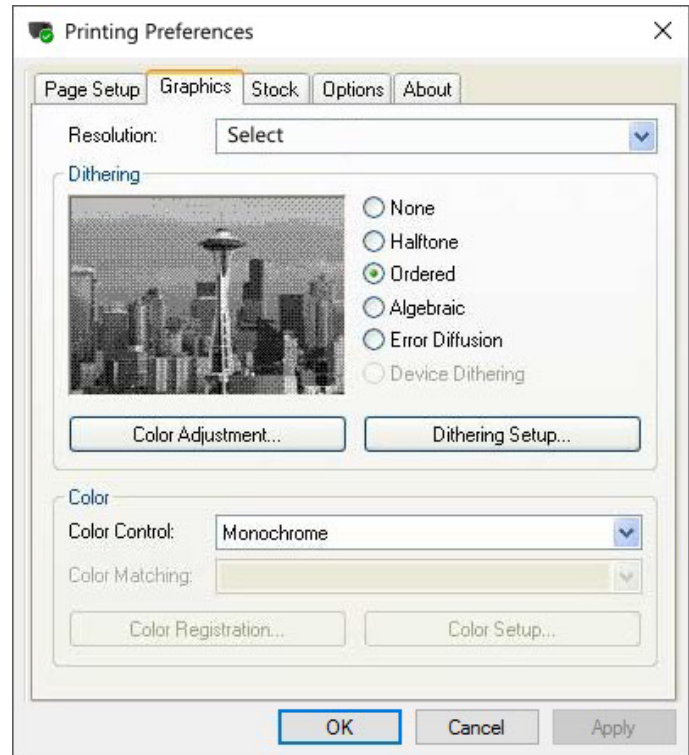 Printing Preferences
Page Setup Graphics Stock Options About
Resolution: Select
Dithering
None
Halftone
Ordered
Algebraic
Error Diffusion
Device Dithering
Color Adjustment... Dithering Setup...
Color
Color Control: Monochrome
Color Matching:
Color Registration... Color Setup...
OK Cancel Apply